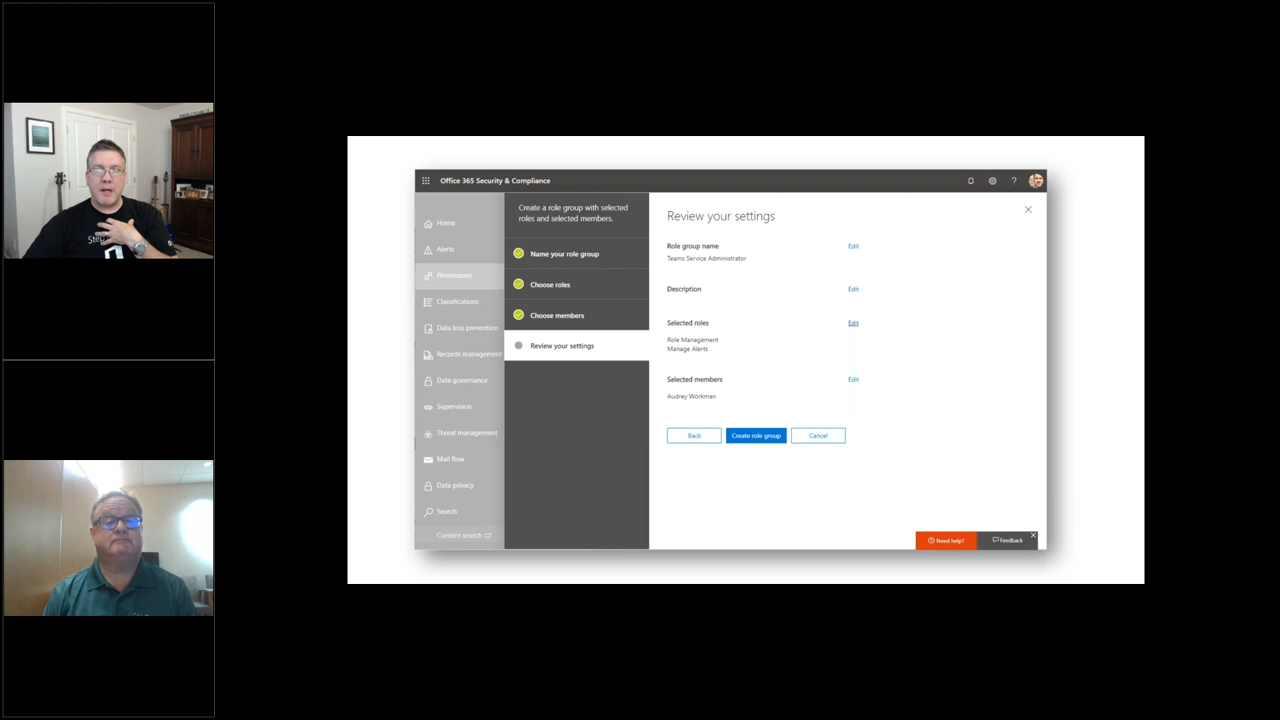 Office 365 Security & Compliance
?
Home
Alerts
Permissions
Classifications
Data loss prevention
Records management
Data governance
Supervision
Threat management
Mail flow
Data privacy
Search
Content search
Create a role group with selected
roles and selected members.
Name your role group
Choose roles
Choose members
Review your settings
Review your settings
Role group name
Edit
Teams Service Administrator
Description
Edit
Selected roles
Edit
Role Management
Manage Alerts
Selected members
Edit
Audrey Workman
Back
Create role group
Cancel
Need help?
Feedback